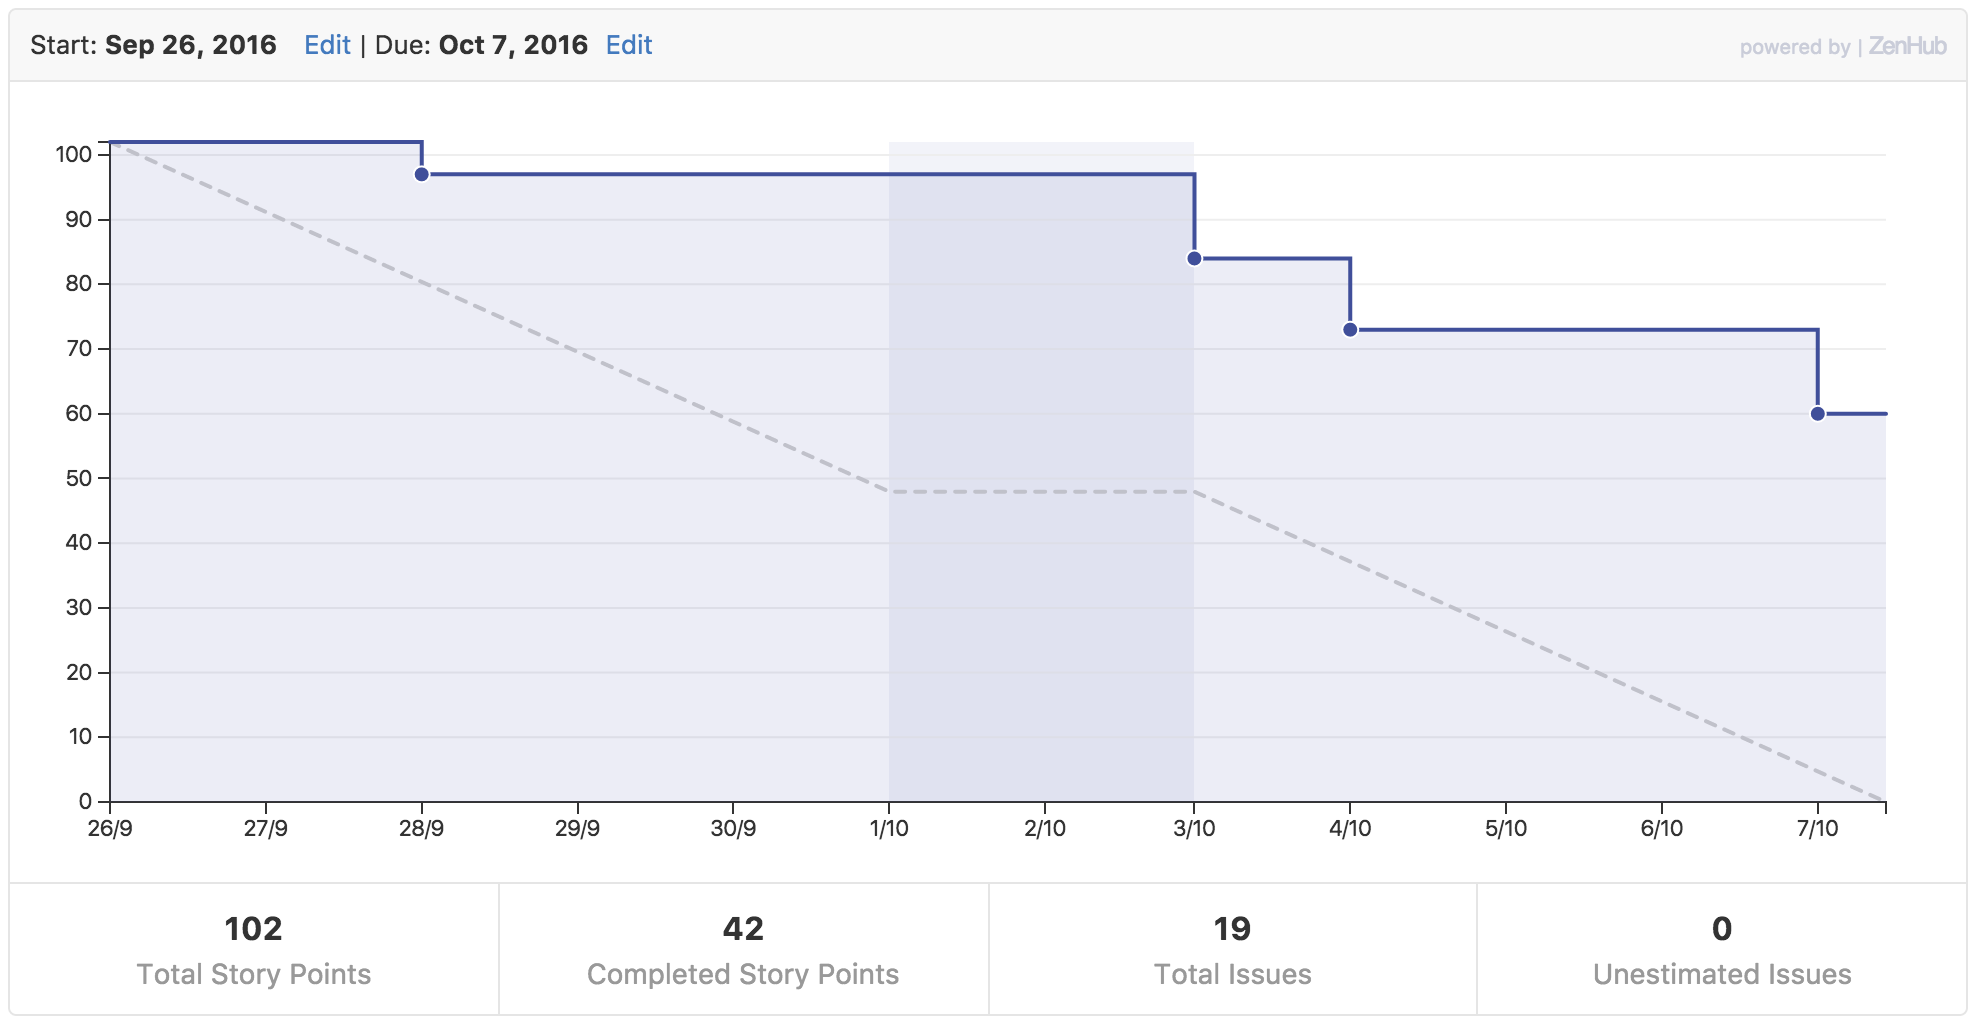 Start: Sep 26, 2016 Edit | Due: Oct 7, 2016 Edit
powered by | ZenHub
100
90
80
70
60
50
40
30
20
10
0
26/9 27/9 28/9 29/9 30/9 1/10 2/10 3/10 4/10 5/10 6/10 7/10
102
Total Story Points
42
Completed Story Points
19
Total Issues
0
Unestimated Issues